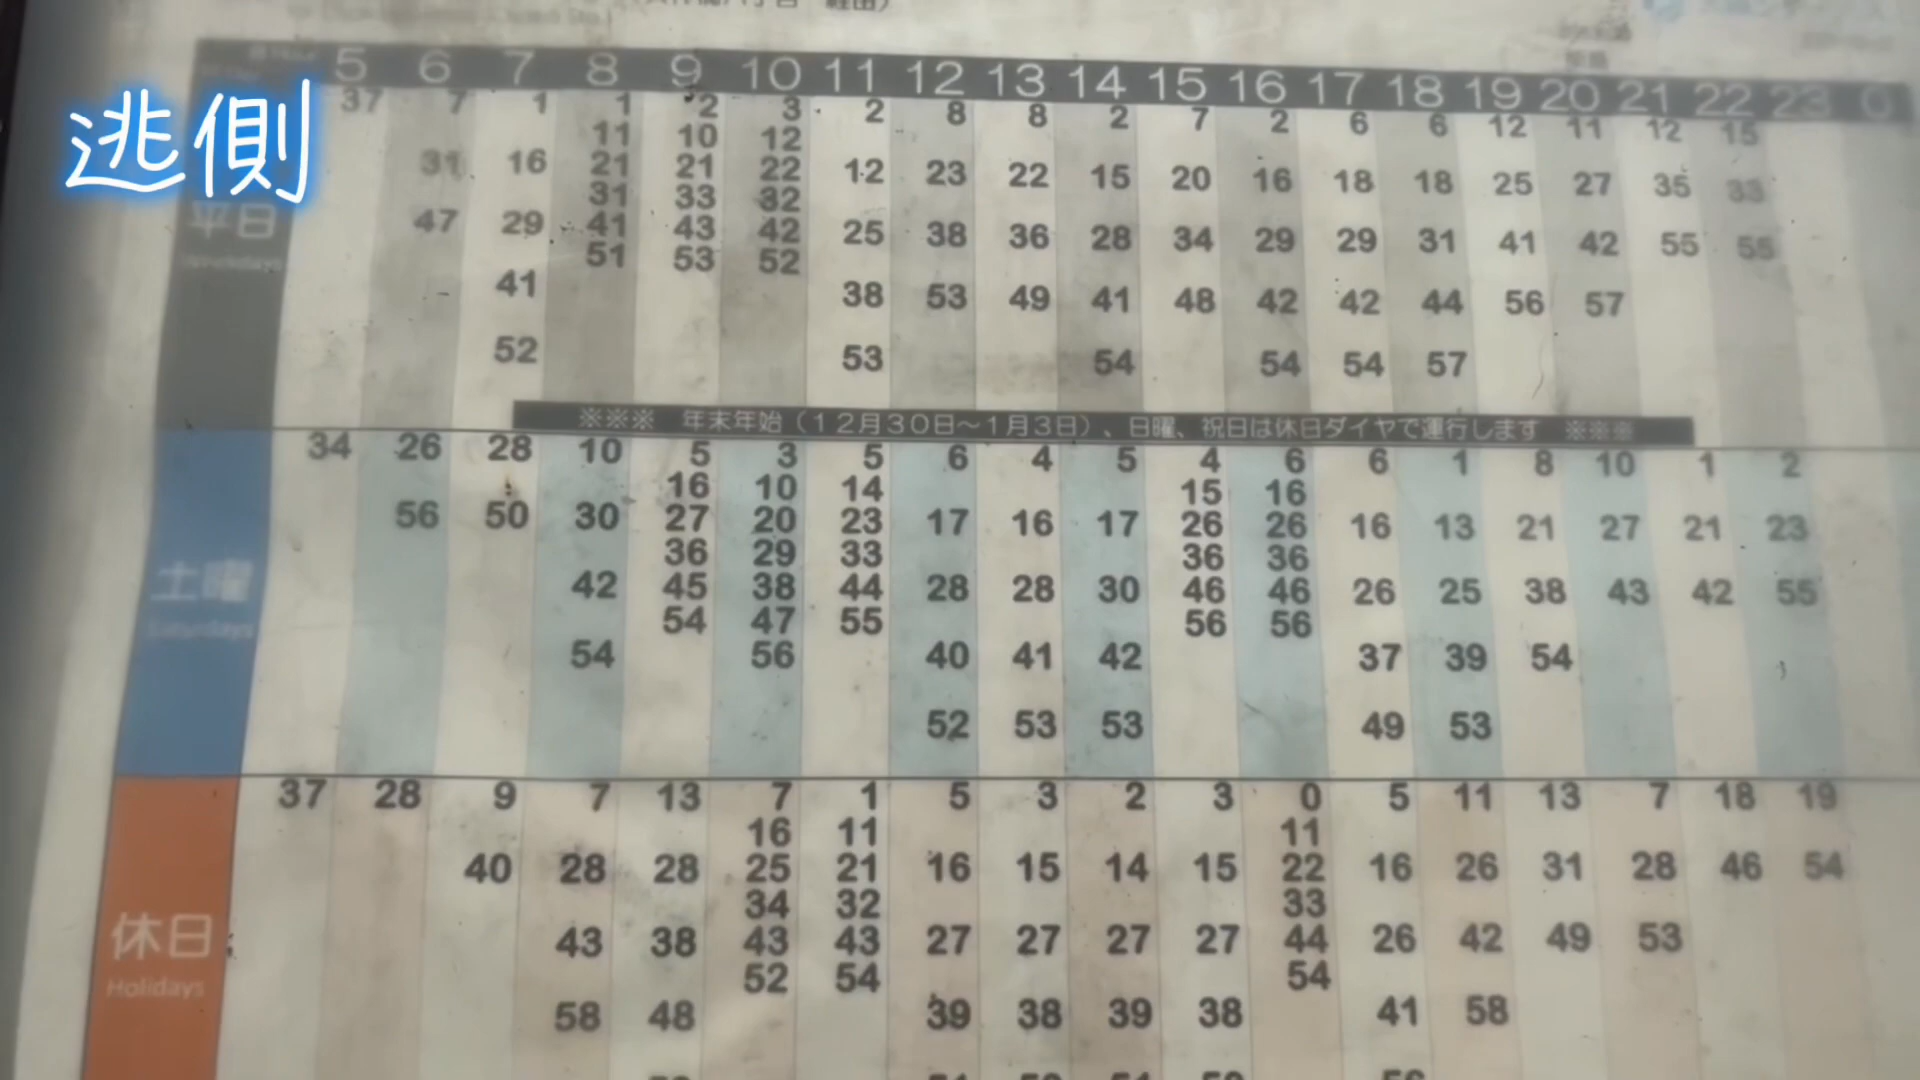 5 6 7 8 9 10 11 12 13 14 15 16 17 18 19 20 21 22 23 0
逃側
平日
Weekdays
37 7 1 1 2 3 2 8 8 2 7 2 6 6 12 11 12 15
11 10 12
31 16 21 21 22 12 23 22 15 20 16 18 18 25 27 35 33
31 33 32
47 29 41 43 42 25 38 36 28 34 29 29 31 41 42 55 55
51 53 52
41 38 53 49 41 48 42 42 44 56 57
52 53 54 54 54 57
※※※ 年末年始（１２月３０日～１月３日）、日曜、祝日は休日ダイヤで運行します ※※※
土曜
Saturdays
34 26 28 10 5 3 5 6 4 5 4 6 6 1 8 10 1 2
16 10 14 15 16
56 50 30 27 20 23 17 16 17 26 26 16 13 21 27 21 23
36 29 33 36 36
42 45 38 44 28 28 30 46 46 26 25 38 43 42 55
54 47 55 56 56
54 56 40 41 42 37 39 54
52 53 53 49 53
休日
Holidays
37 28 9 7 13 7 1 5 3 2 3 0 5 11 13 7 18 19
16 11 11
40 28 28 25 21 16 15 14 15 22 16 26 31 28 46 54
34 32 33
43 38 43 43 27 27 27 27 44 26 42 49 53
52 54 54
58 48 39 38 39 38 41 58